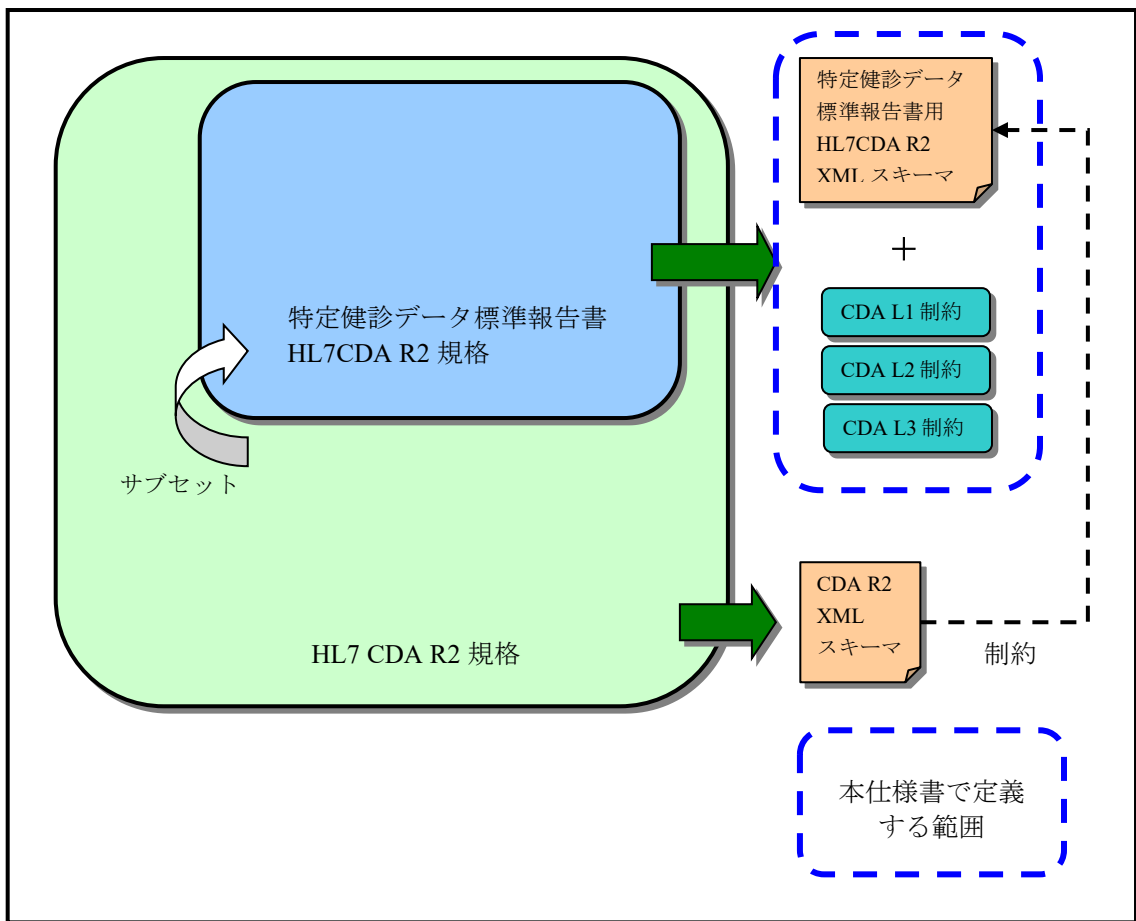 特定健診データ標準報告書
HL7CDA R2 規格
サブセット
HL7 CDA R2 規格
特定健診データ
標準報告書用
HL7CDA R2
XML スキーマ
＋
CDA L1 制約
CDA L2 制約
CDA L3 制約
CDA R2
XML
スキーマ
制約
本仕様書で定義
する範囲